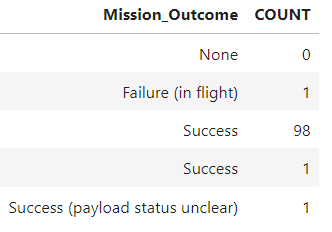 Mission_Outcome COUNT
None 0
Failure (in flight) 1
Success 98
Success 1
Success (payload status unclear) 1